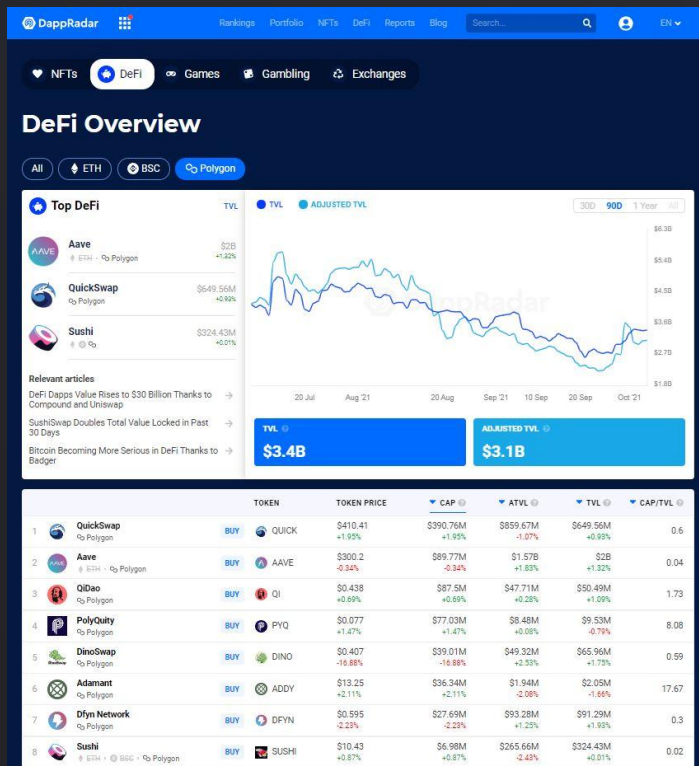 DappRadar Rankings Portfolio NFTs DeFi Reports Blog Search... EN
NFTs DeFi Games Gambling Exchanges
DeFi Overview
All ETH BSC Polygon
Top DeFi TVL
Aave $2B
ETH • Polygon +1.32%
QuickSwap $649.56M
Polygon +0.93%
Sushi $324.43M
+0.01%
Relevant articles
DeFi Dapps Value Rises to $30 Billion Thanks to
Compound and Uniswap
SushiSwap Doubles Total Value Locked in Past
30 Days
Bitcoin Becoming More Serious in DeFi Thanks to
Badger
TVL ADJUSTED TVL 30D 90D 1 Year All
$6.3B
$5.4B
$4.5B
$3.6B
$2.7B
$1.8B
DappRadar
20 Jul Aug '21 20 Aug Sep '21 10 Sep 20 Sep Oct '21
TVL
$3.4B
ADJUSTED TVL
$3.1B
TOKEN TOKEN PRICE CAP ATVL TVL CAP/TVL
1 QuickSwap BUY QUICK $410.41 $390.76M $859.67M $649.56M 0.6
Polygon +1.95% +1.95% -1.07% +0.93%
2 AAVE Aave BUY AAVE $300.2 $89.77M $1.57B $2B 0.04
ETH • Polygon -0.34% -0.34% +1.83% +1.32%
3 QiDao BUY QI $0.438 $87.5M $47.71M $50.49M 1.73
Polygon +0.69% +0.69% +0.28% +1.09%
4 PolyQuity BUY PYQ $0.077 $77.03M $8.48M $9.53M 8.08
Polygon +1.47% +1.47% +0.08% -0.79%
5 DinoSwap BUY DINO $0.407 $39.01M $49.32M $65.96M 0.59
Polygon -16.88% -16.88% +2.53% +1.75%
6 Adamant BUY ADDY $13.25 $36.34M $1.94M $2.05M 17.67
Polygon +2.11% +2.11% -2.08% -1.66%
7 Dfyn Network BUY DFYN $0.595 $27.69M $93.28M $91.29M 0.3
Polygon -2.23% -2.23% +1.25% +1.93%
8 Sushi BUY SUSHI $10.43 $6.98M $265.66M $324.43M 0.02
ETH • BSC • Polygon +0.87% +0.87% -2.43% +0.01%